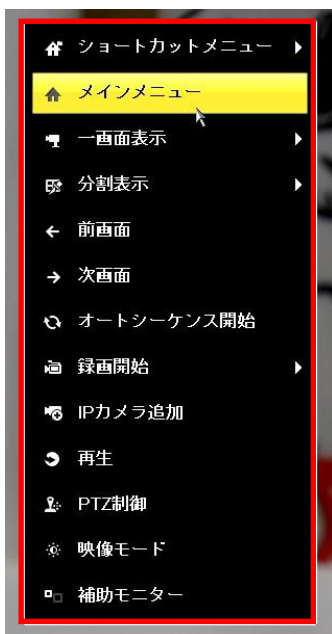 ショートカットメニュー
メインメニュー
一画面表示
分割表示
前画面
次画面
オートシーケンス開始
録画開始
IPカメラ追加
再生
PTZ制御
映像モード
補助モニター